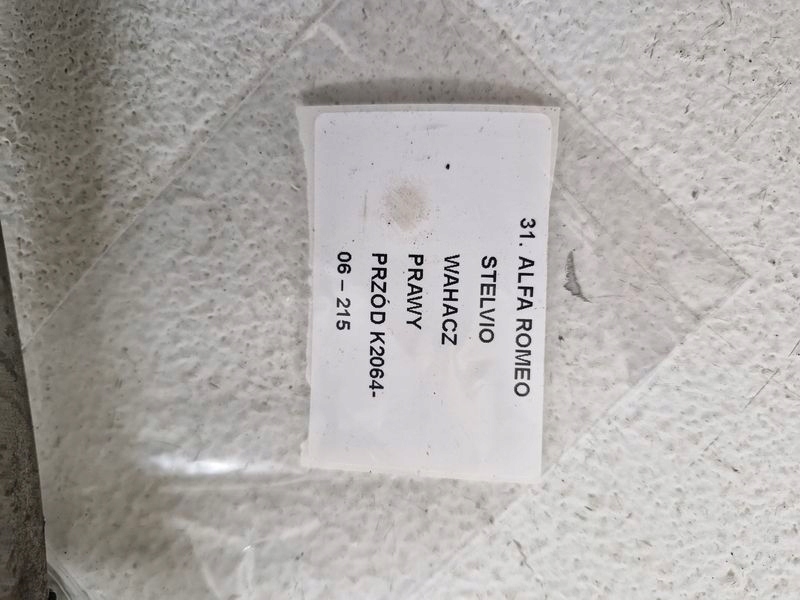 31. ALFA ROMEO
STELVIO
WAHACZ
PRAWY
PRZÓD K2064-
06 – 215